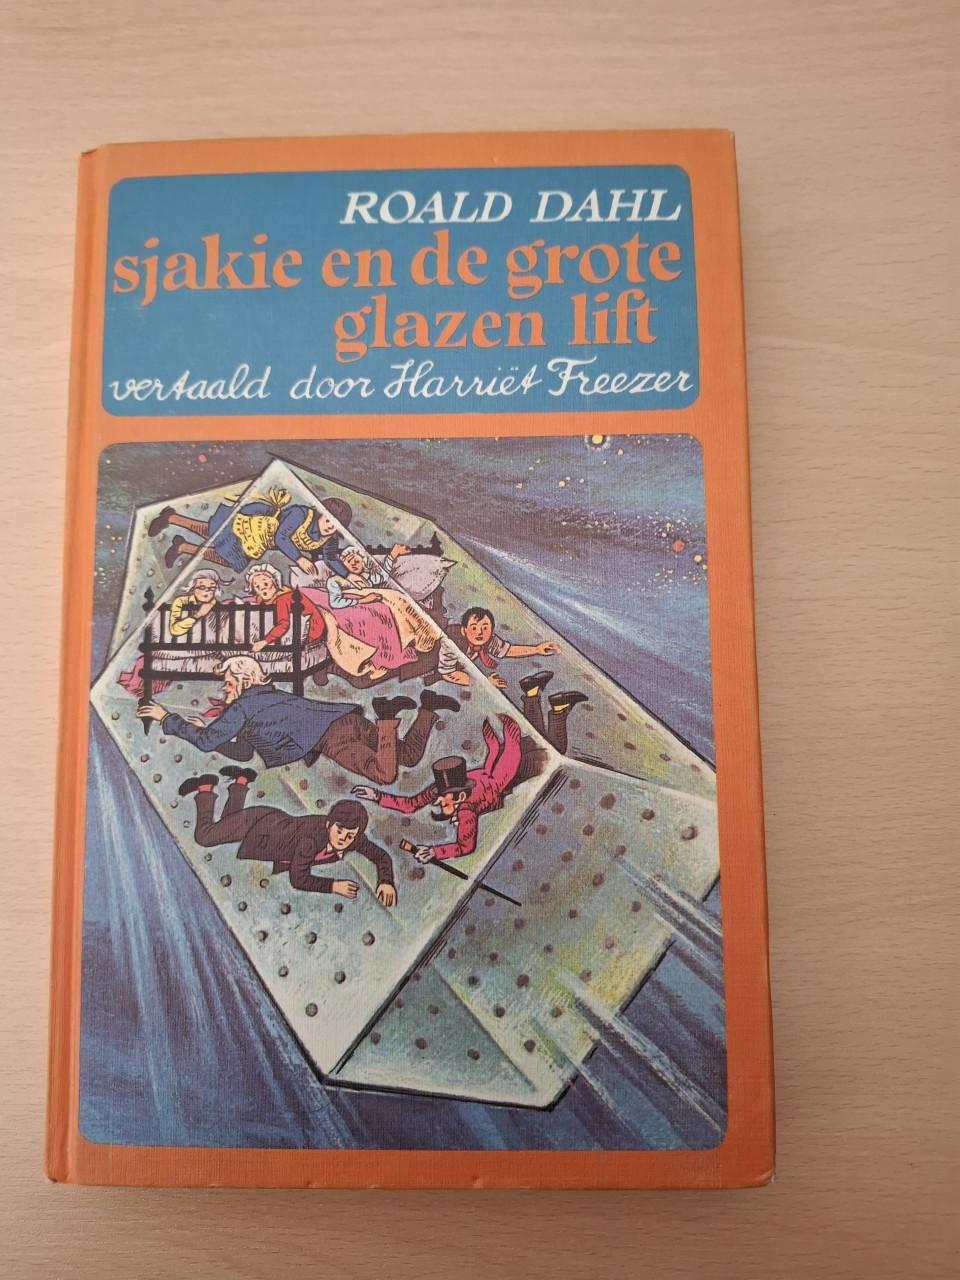 ROALD DAHL
sjakie en de grote
glazen lift
vertaald door Harriët Freezer